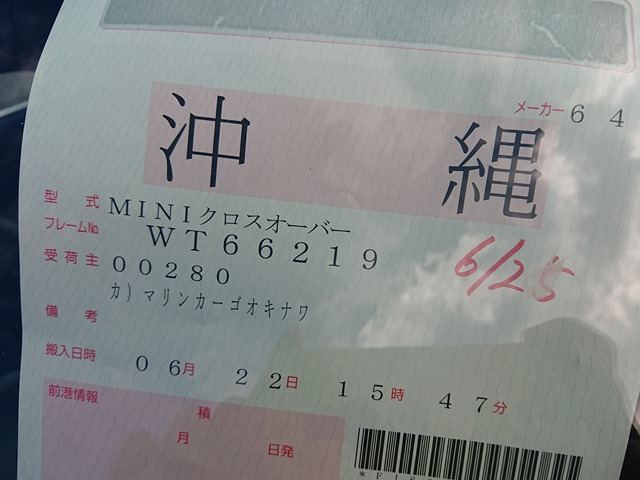 メーカー 64
沖縄
型式 MINIクロスオーバー
フレームNo. WT66219
6/25
受荷主 00280
カ)マリンカーゴオキナワ
備考
搬入日時 06月 22日 15時 47分
前港情報
積
月 日発